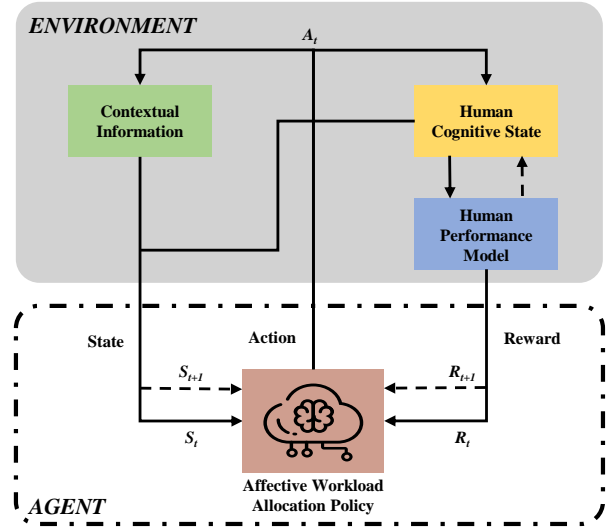 ENVIRONMENT
A_t
Contextual
Information
Human
Cognitive State
Human
Performance
Model
State
Action
Reward
S_{t+1}
R_{t+1}
S_t
R_t
Affective Workload
Allocation Policy
AGENT